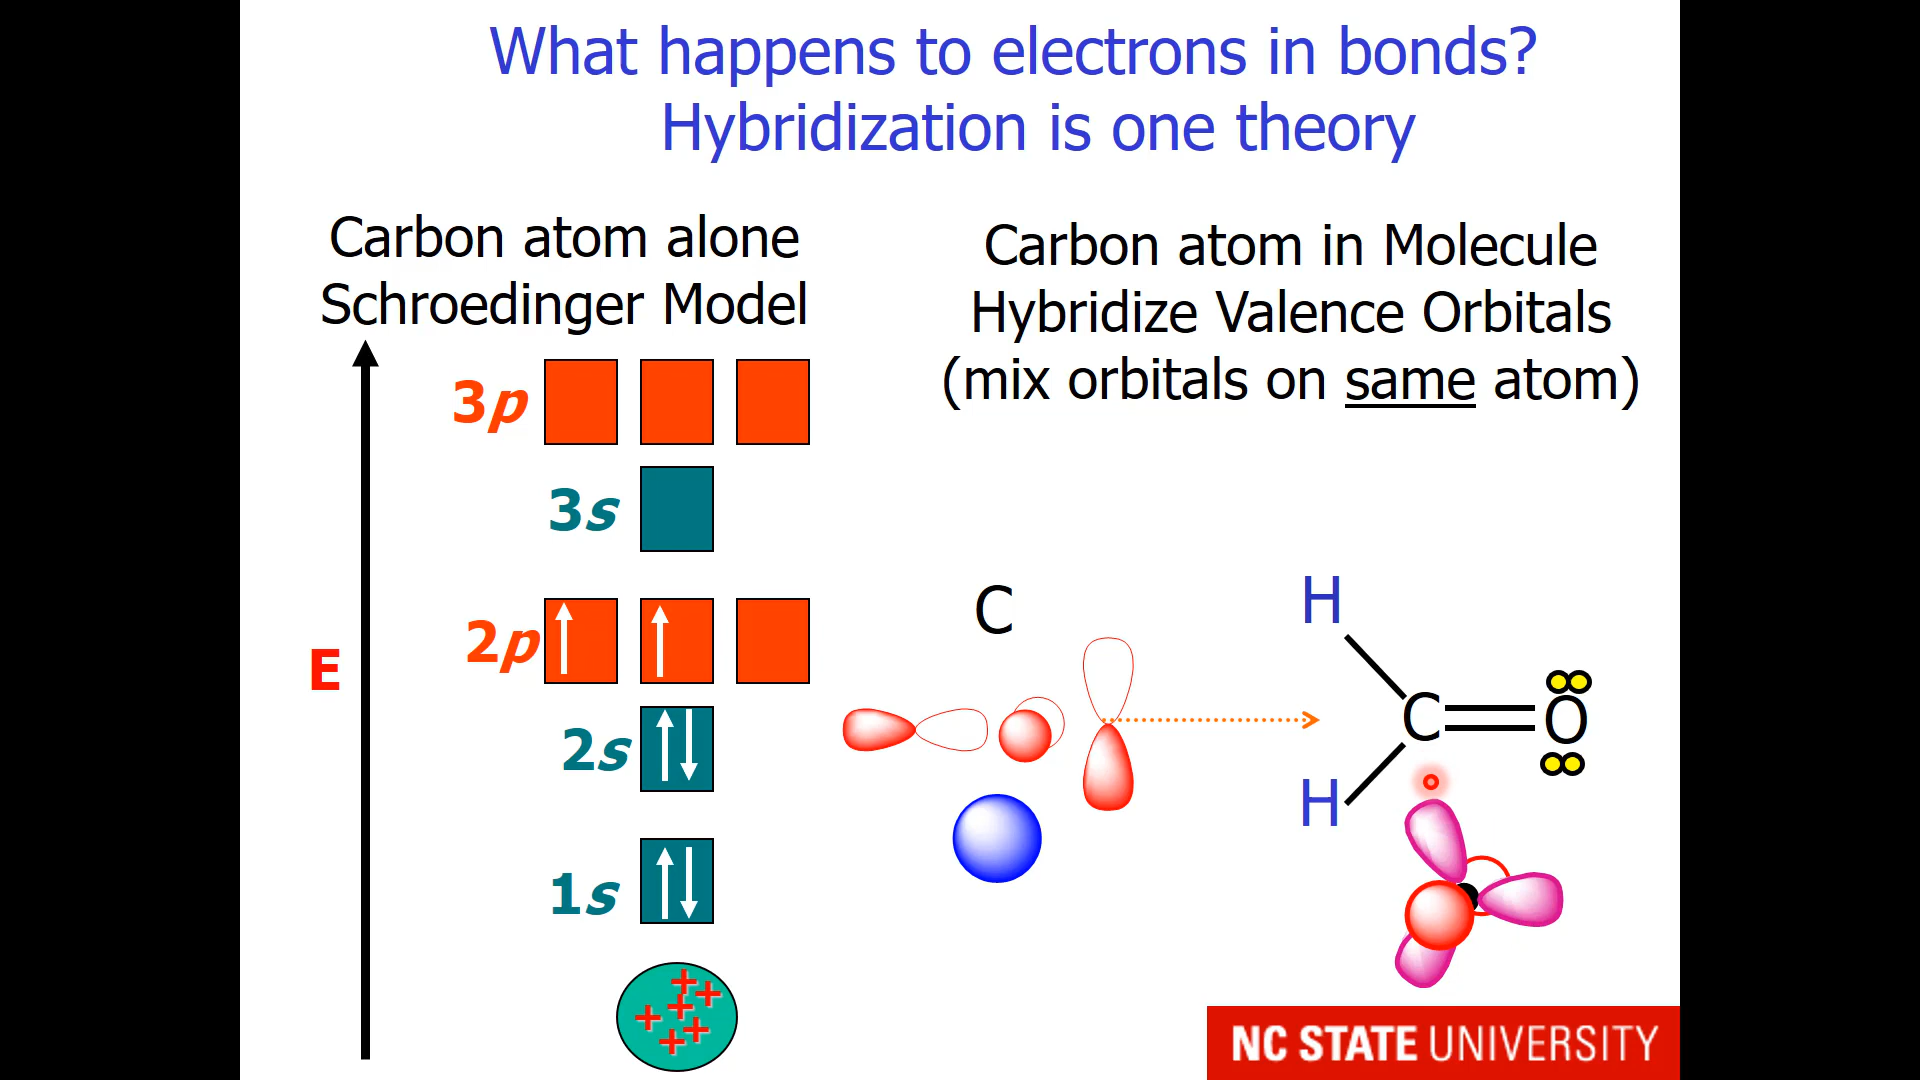 What happens to electrons in bonds?
Hybridization is one theory
Carbon atom alone
Schroedinger Model
Carbon atom in Molecule
Hybridize Valence Orbitals
(mix orbitals on same atom)
3p
3s
2p
2s
1s
E
+ + + + + +
C
H
C
O
H
NC STATE UNIVERSITY